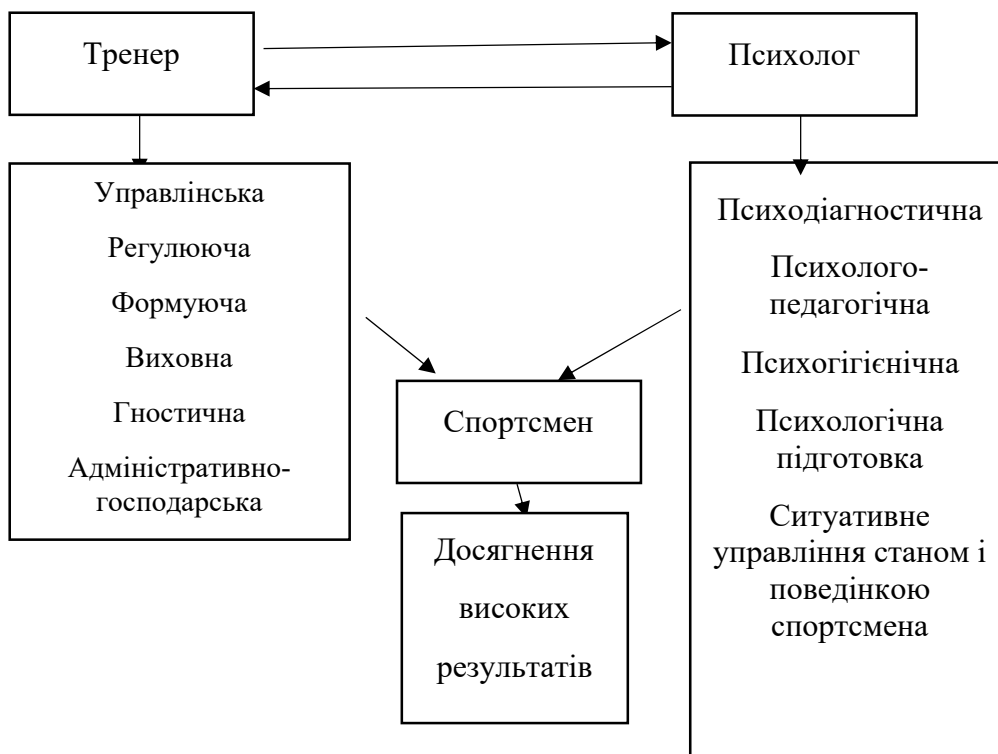 Тренер
Психолог
Управлінська
Регулююча
Формуюча
Виховна
Гностична
Адміністративно-
господарська
Спортсмен
Досягнення
високих
результатів
Психодіагностична
Психолого-
педагогічна
Психогігієнічна
Психологічна
підготовка
Ситуативне
управління станом і
поведінкою
спортсмена